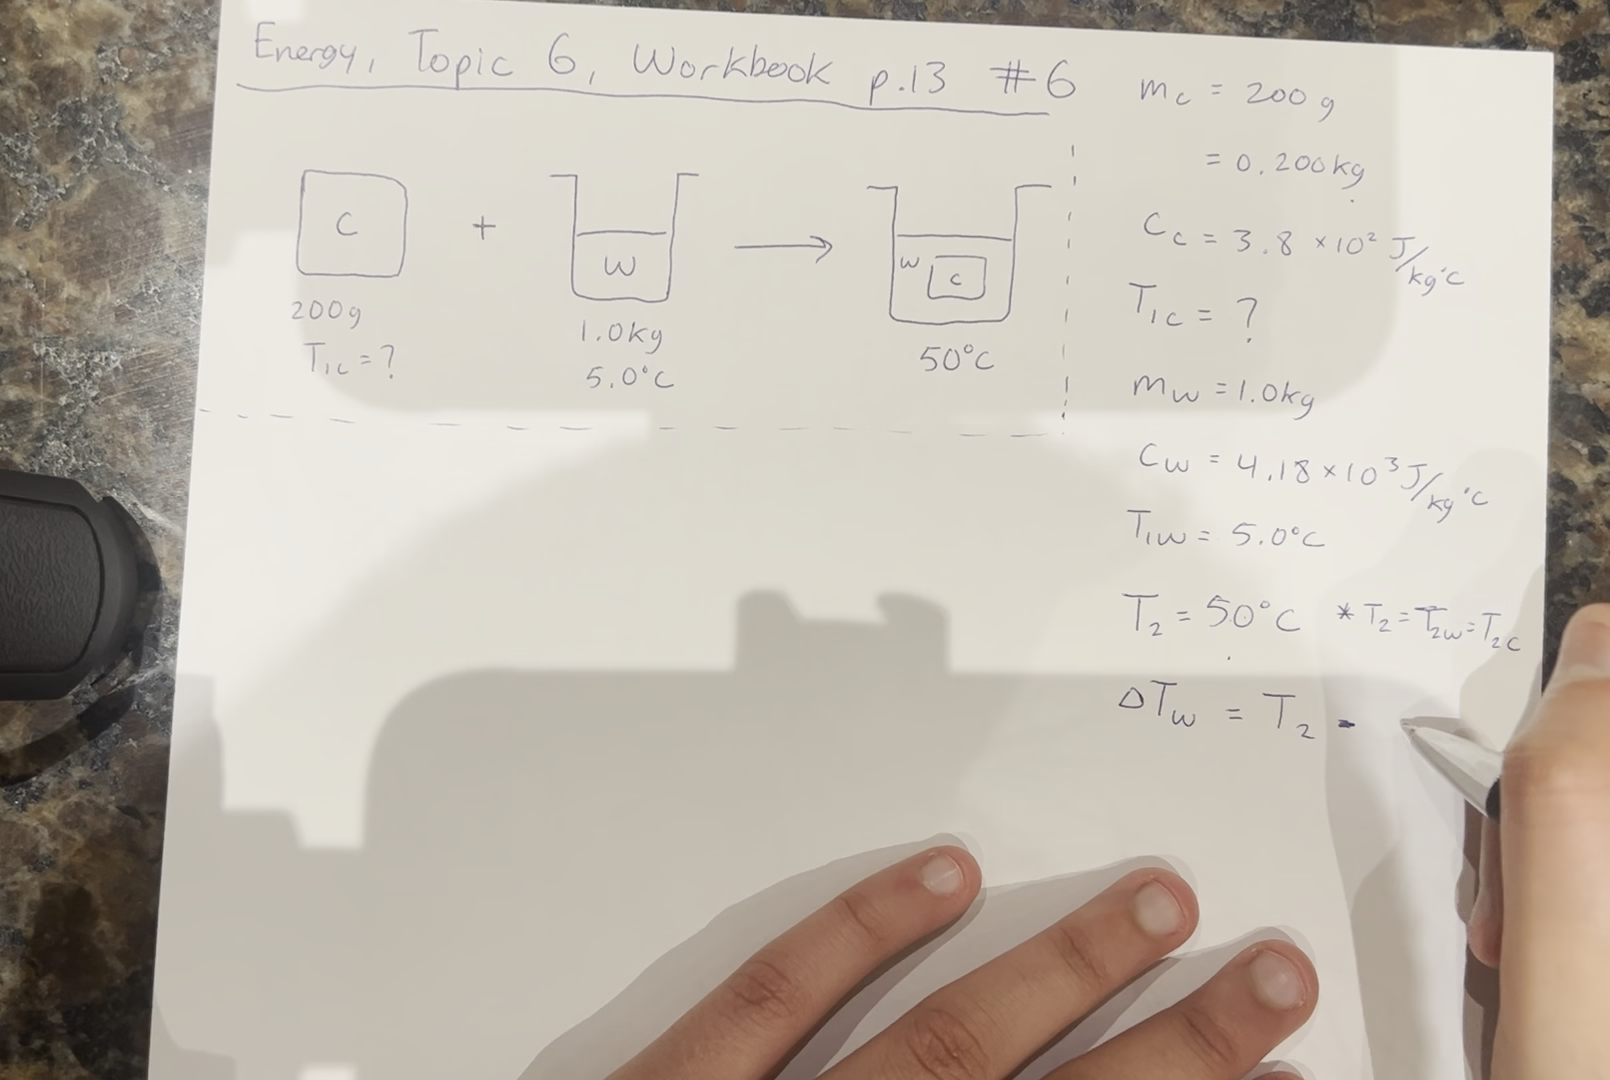 Energy, Topic 6, Workbook p.13 #6
C + W → w c
200g
T₁c = ?
1.0kg
5.0°C
50°C
mc = 200 g
= 0.200kg
Cc = 3.8 ×10² J/kg°C
T₁c = ?
mw = 1.0kg
Cw = 4.18×10³ J/kg°C
T₁w = 5.0°C
T₂ = 50°C *T₂=T₂w=T₂c
ΔTw = T₂ -